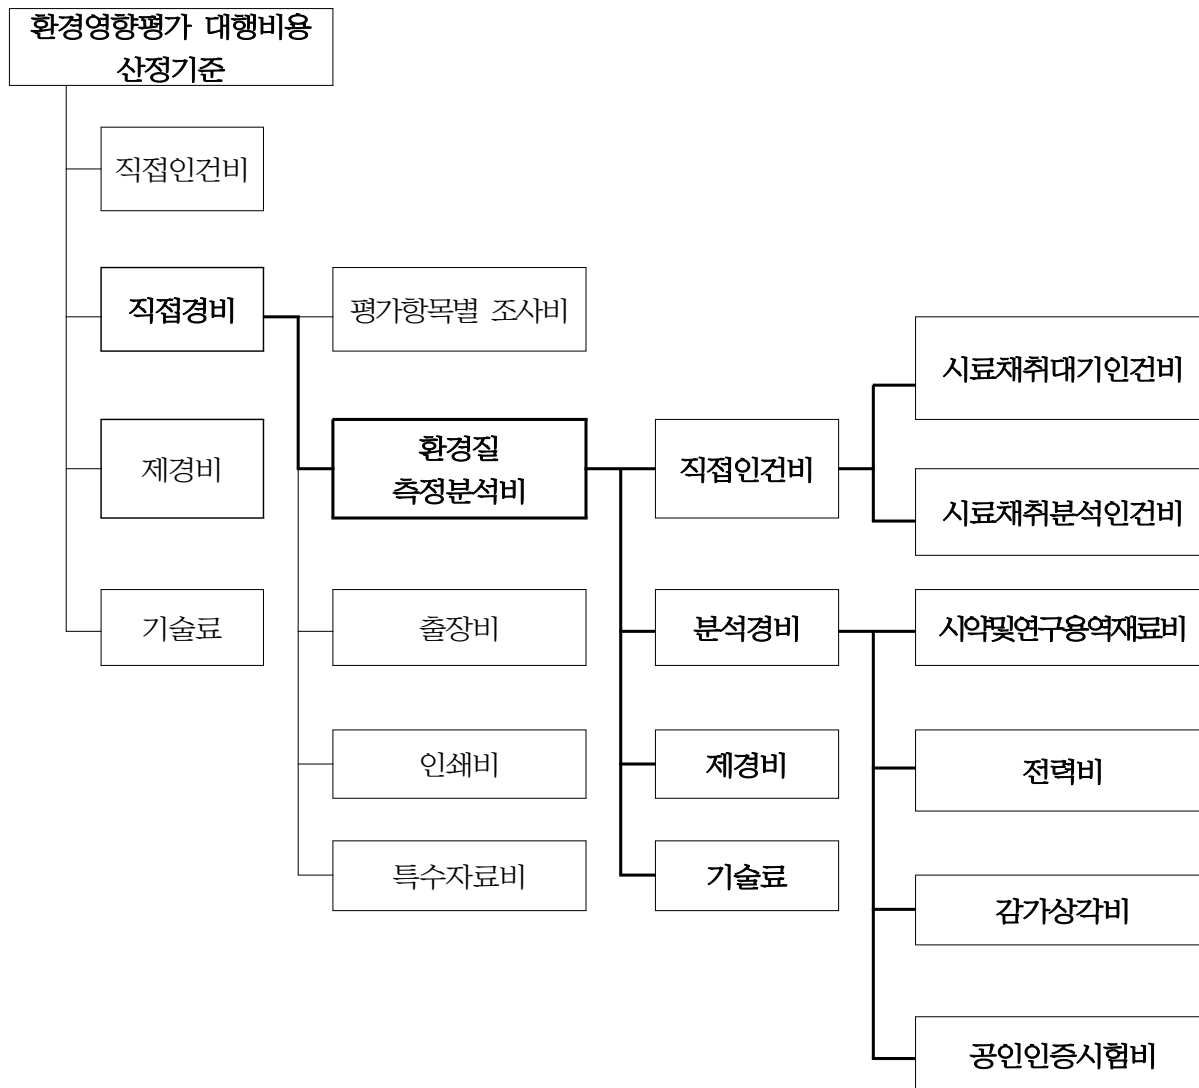 환경영향평가 대행비용
산정기준
직접인건비
직접경비
평가항목별 조사비
시료채취대기인건비
제경비
환경질
측정분석비
직접인건비
시료채취분석인건비
기술료
출장비
분석경비
시약및연구용역재료비
인쇄비
제경비
전력비
특수자료비
기술료
감가상각비
공인인증시험비